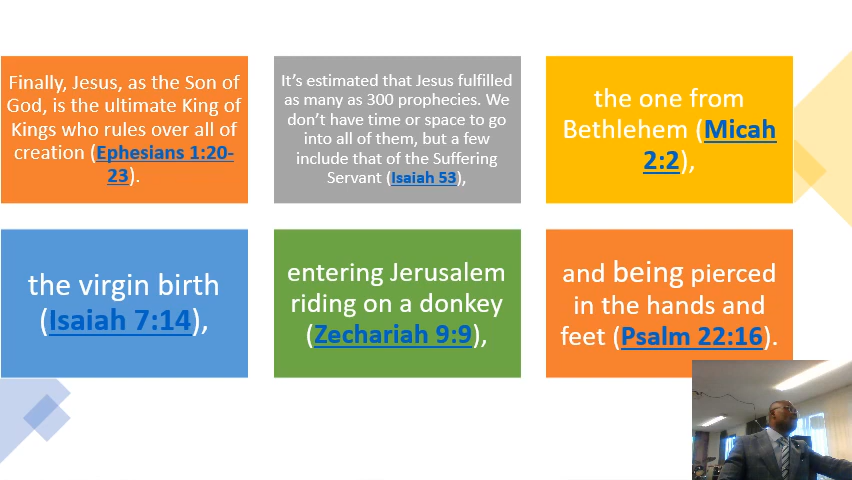 Finally, Jesus, as the Son of
God, is the ultimate King of
Kings who rules over all of
creation (Ephesians 1:20-
23).
It’s estimated that Jesus fulfilled
as many as 300 prophecies. We
don’t have time or space to go
into all of them, but a few
include that of the Suffering
Servant (Isaiah 53),
the one from
Bethlehem (Micah
2:2),
the virgin birth
(Isaiah 7:14),
entering Jerusalem
riding on a donkey
(Zechariah 9:9),
and being pierced
in the hands and
feet (Psalm 22:16).